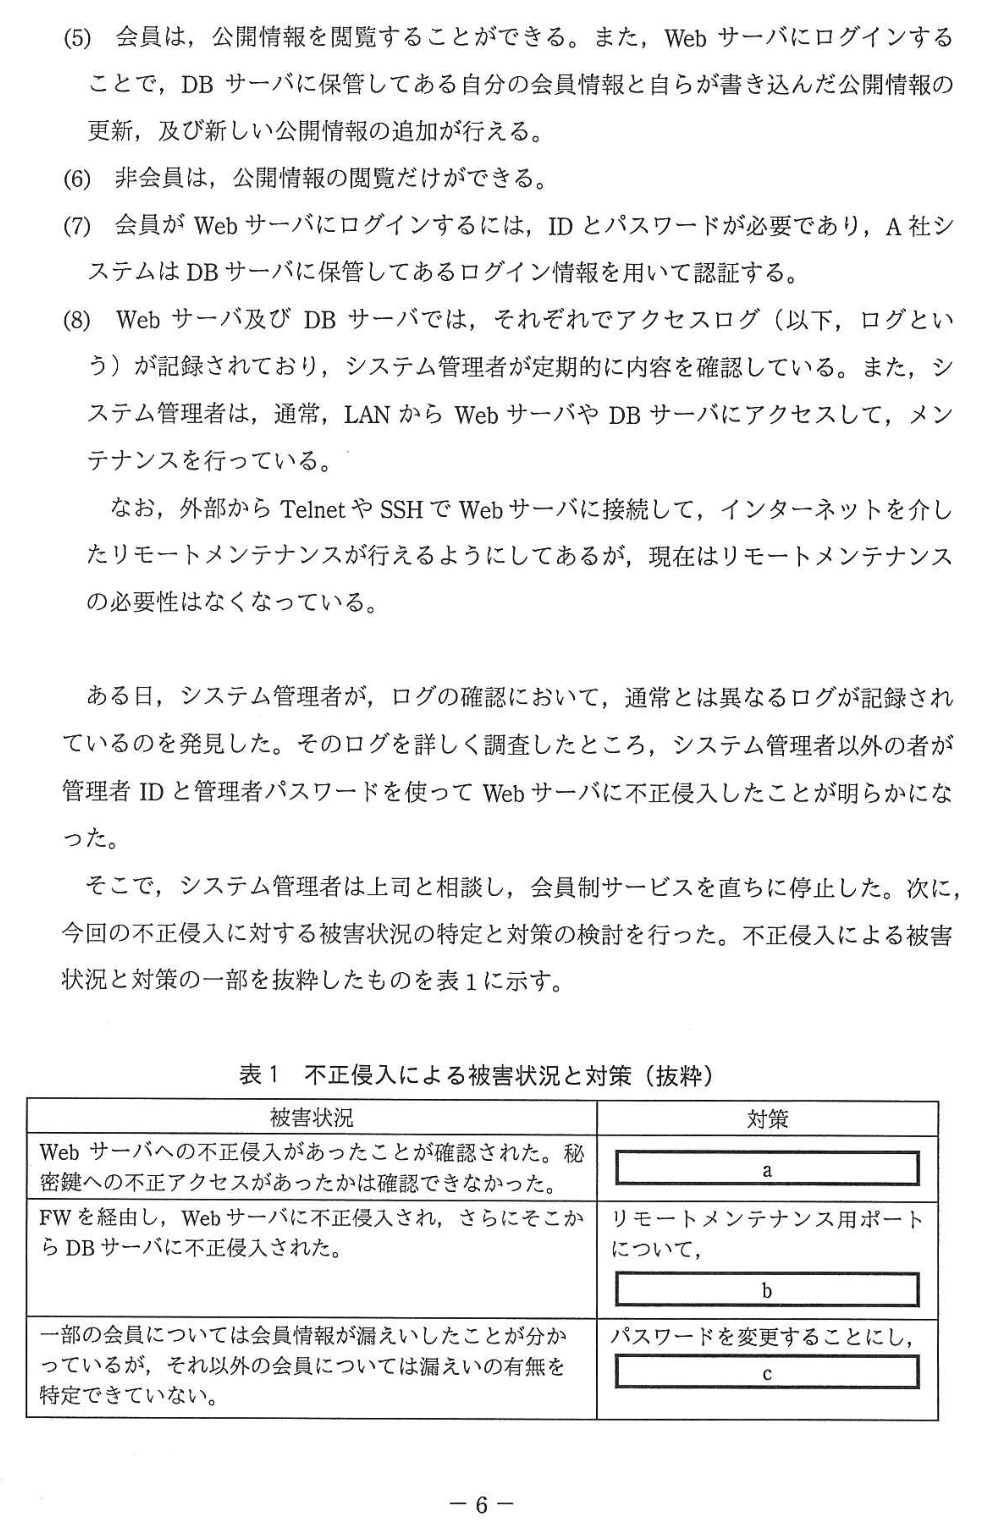 (5)　会員は，公開情報を閲覧することができる。また，Web サーバにログインする
ことで，DB サーバに保管してある自分の会員情報と自らが書き込んだ公開情報の
更新，及び新しい公開情報の追加が行える。
(6)　非会員は，公開情報の閲覧だけができる。
(7)　会員が Web サーバにログインするには，ID とパスワードが必要であり，A 社シ
ステムは DB サーバに保管してあるログイン情報を用いて認証する。
(8)　Web サーバ及び DB サーバでは，それぞれでアクセスログ（以下，ログとい
う）が記録されており，システム管理者が定期的に内容を確認している。また，シ
ステム管理者は，通常，LAN から Web サーバや DB サーバにアクセスして，メン
テナンスを行っている。
なお，外部から Telnet や SSH で Web サーバに接続して，インターネットを介し
たリモートメンテナンスが行えるようにしてあるが，現在はリモートメンテナンス
の必要性はなくなっている。
ある日，システム管理者が，ログの確認において，通常とは異なるログが記録され
ているのを発見した。そのログを詳しく調査したところ，システム管理者以外の者が
管理者 ID と管理者パスワードを使って Web サーバに不正侵入したことが明らかにな
った。
そこで，システム管理者は上司と相談し，会員制サービスを直ちに停止した。次に，
今回の不正侵入に対する被害状況の特定と対策の検討を行った。不正侵入による被害
状況と対策の一部を抜粋したものを表 1 に示す。
表 1　不正侵入による被害状況と対策（抜粋）
被害状況　対策
Web サーバへの不正侵入があったことが確認された。秘
密鍵への不正アクセスがあったかは確認できなかった。
a
FW を経由し，Web サーバに不正侵入され，さらにそこか
ら DB サーバに不正侵入された。
リモートメンテナンス用ポート
について，
b
一部の会員については会員情報が漏えいしたことが分か
っているが，それ以外の会員については漏えいの有無を
特定できていない。
パスワードを変更することにし，
c
－ 6 －